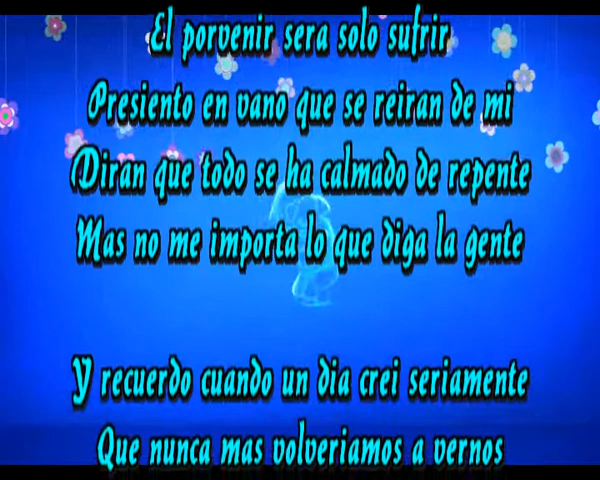 El porvenir sera solo sufrir
Presiento en vano que se reiran de mi
Diran que todo se ha calmado de repente
Mas no me importa lo que diga la gente
Y recuerdo cuando un dia crei seriamente
Que nunca mas volveriamos a vernos